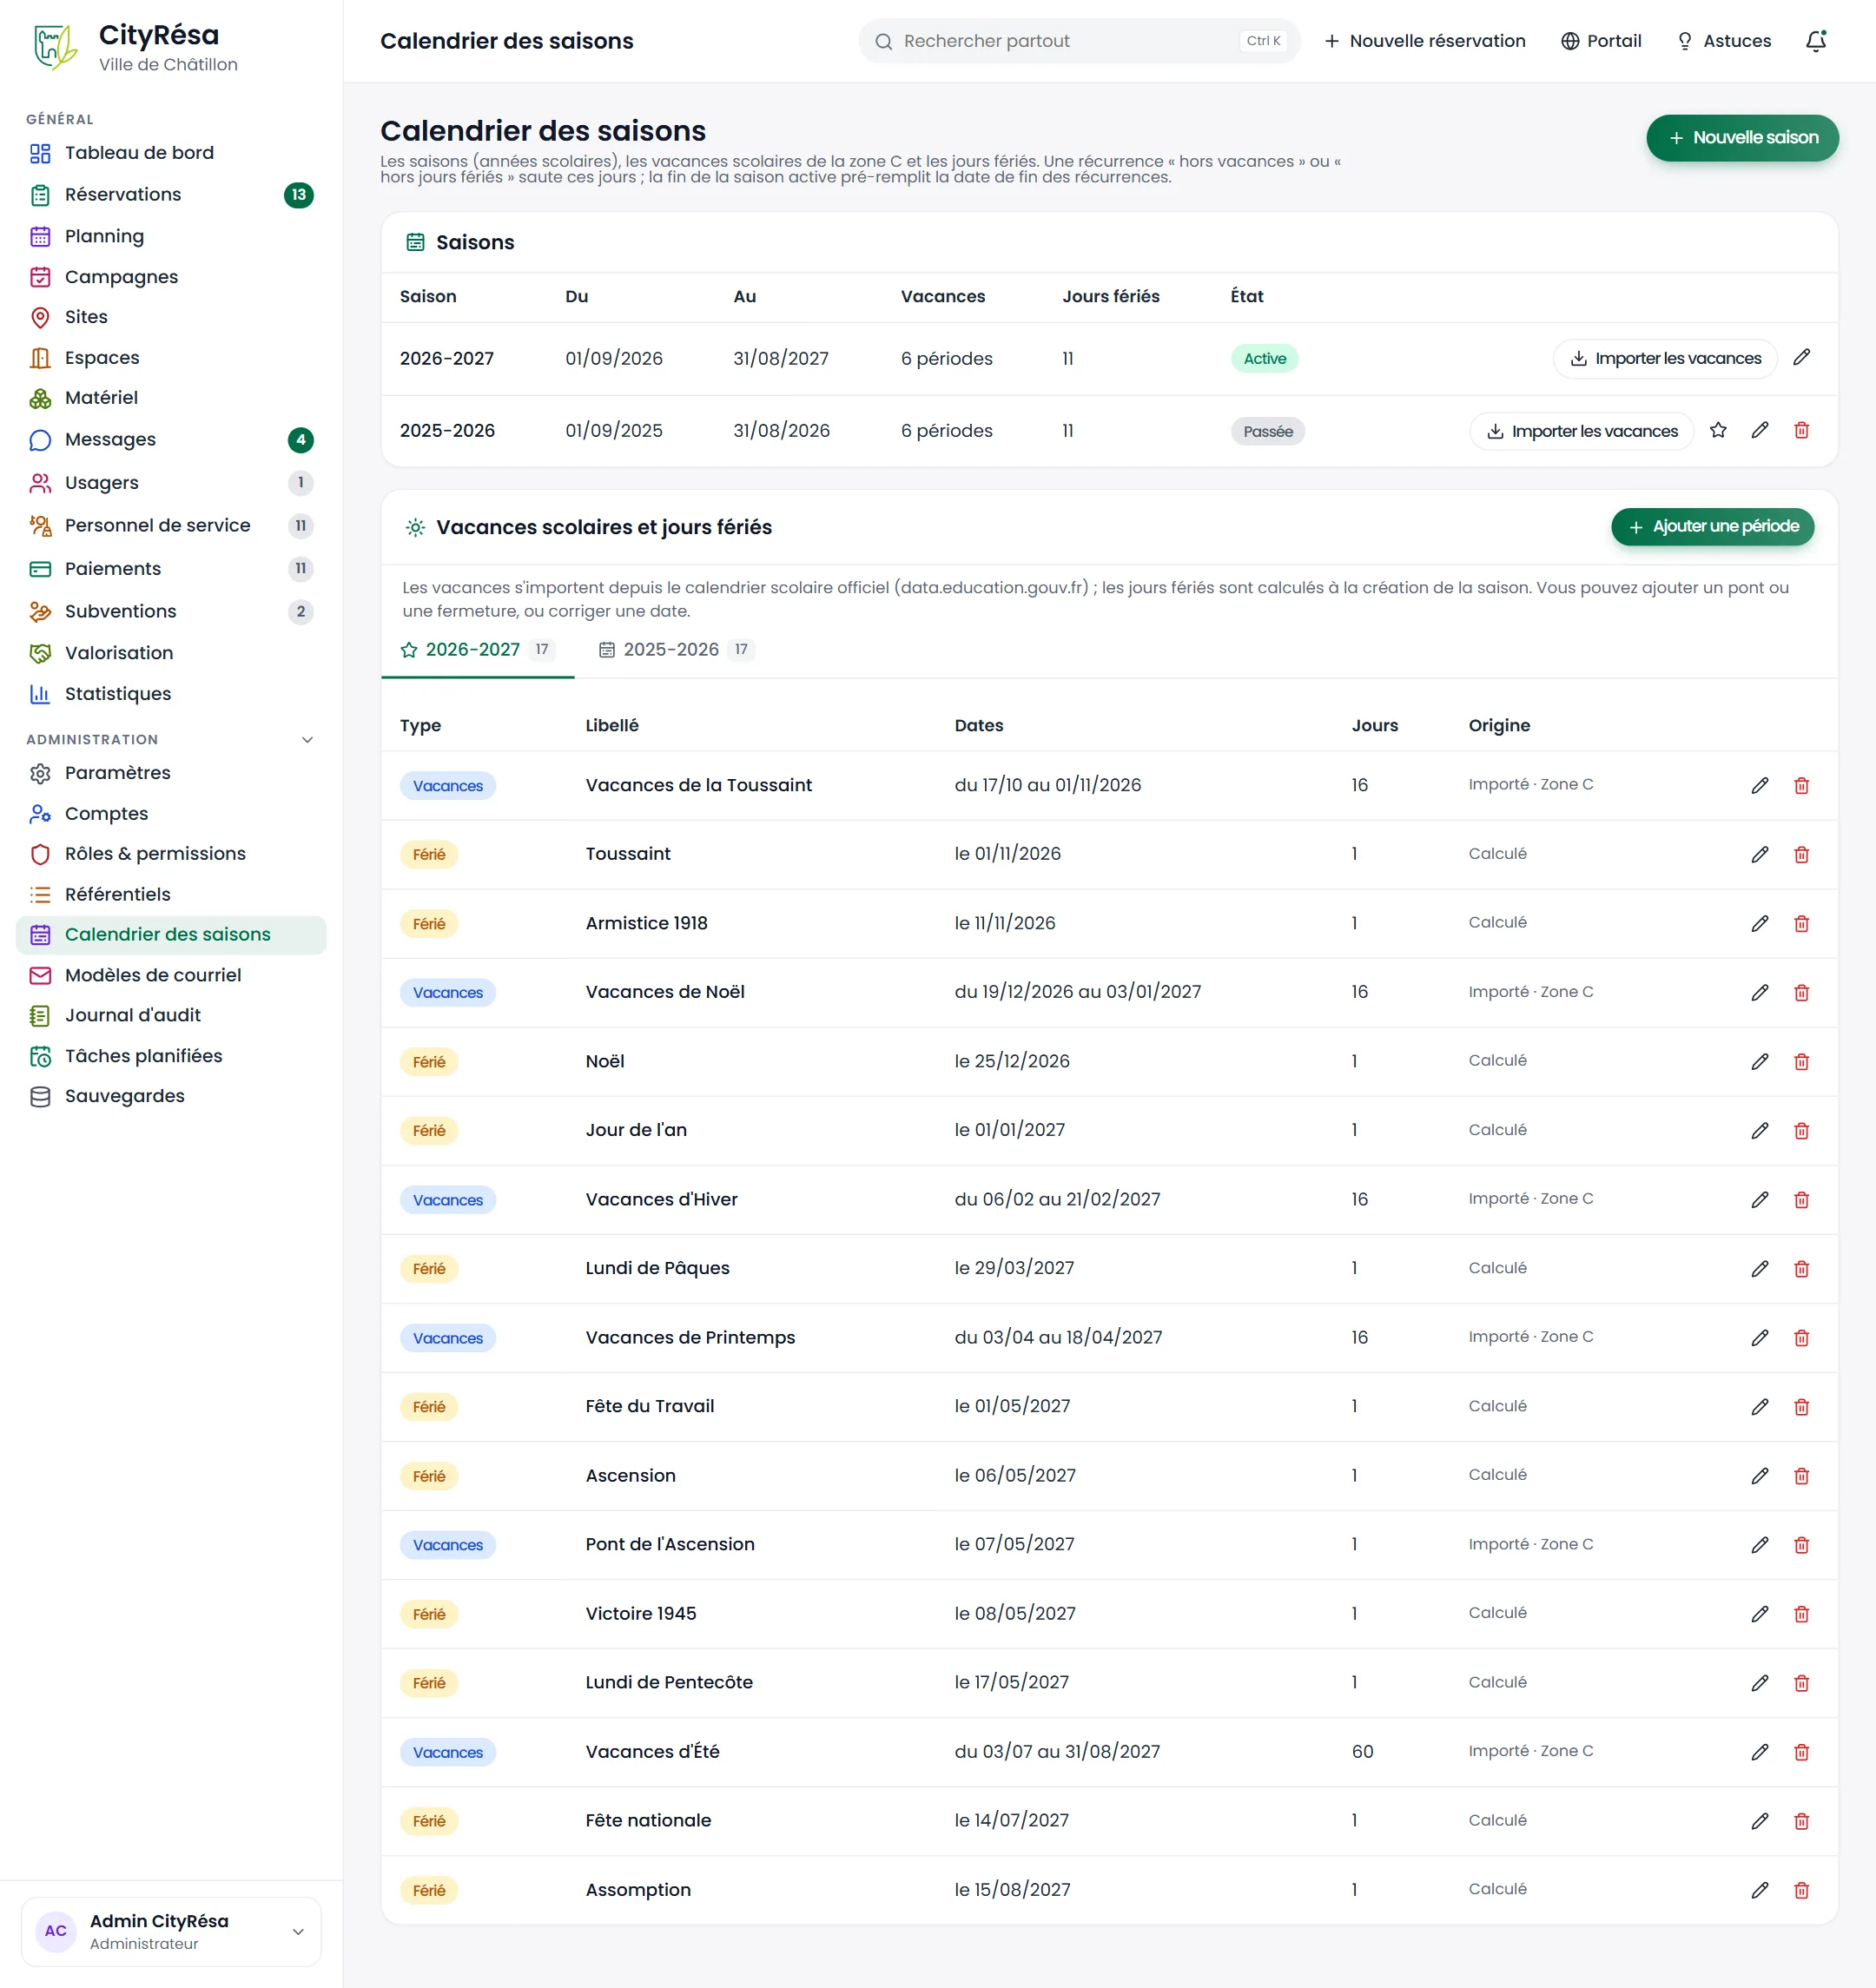 CityRésa
Ville de Châtillon
GÉNÉRAL
Tableau de bord
Réservations 13
Planning
Campagnes
Sites
Espaces
Matériel
Messages 4
Usagers 1
Personnel de service 11
Paiements 11
Subventions 2
Valorisation
Statistiques
ADMINISTRATION
Paramètres
Comptes
Rôles & permissions
Référentiels
Calendrier des saisons
Modèles de courriel
Journal d'audit
Tâches planifiées
Sauvegardes
AC
Admin CityRésa
Administrateur
Calendrier des saisons
Rechercher partout Ctrl K
Nouvelle réservation
Portail
Astuces
Calendrier des saisons
Les saisons (années scolaires), les vacances scolaires de la zone C et les jours fériés. Une récurrence « hors vacances » ou «
hors jours fériés » saute ces jours ; la fin de la saison active pré-remplit la date de fin des récurrences.
Nouvelle saison
Saisons
Saison Du Au Vacances Jours fériés État
2026-2027 01/09/2026 31/08/2027 6 périodes 11 Active Importer les vacances
2025-2026 01/09/2025 31/08/2026 6 périodes 11 Passée Importer les vacances
Vacances scolaires et jours fériés
Ajouter une période
Les vacances s'importent depuis le calendrier scolaire officiel (data.education.gouv.fr) ; les jours fériés sont calculés à la création de la saison. Vous pouvez ajouter un pont ou
une fermeture, ou corriger une date.
2026-2027 17 2025-2026 17
Type Libellé Dates Jours Origine
Vacances Vacances de la Toussaint du 17/10 au 01/11/2026 16 Importé · Zone C
Férié Toussaint le 01/11/2026 1 Calculé
Férié Armistice 1918 le 11/11/2026 1 Calculé
Vacances Vacances de Noël du 19/12/2026 au 03/01/2027 16 Importé · Zone C
Férié Noël le 25/12/2026 1 Calculé
Férié Jour de l'an le 01/01/2027 1 Calculé
Vacances Vacances d'Hiver du 06/02 au 21/02/2027 16 Importé · Zone C
Férié Lundi de Pâques le 29/03/2027 1 Calculé
Vacances Vacances de Printemps du 03/04 au 18/04/2027 16 Importé · Zone C
Férié Fête du Travail le 01/05/2027 1 Calculé
Férié Ascension le 06/05/2027 1 Calculé
Vacances Pont de l'Ascension le 07/05/2027 1 Importé · Zone C
Férié Victoire 1945 le 08/05/2027 1 Calculé
Férié Lundi de Pentecôte le 17/05/2027 1 Calculé
Vacances Vacances d'Été du 03/07 au 31/08/2027 60 Importé · Zone C
Férié Fête nationale le 14/07/2027 1 Calculé
Férié Assomption le 15/08/2027 1 Calculé